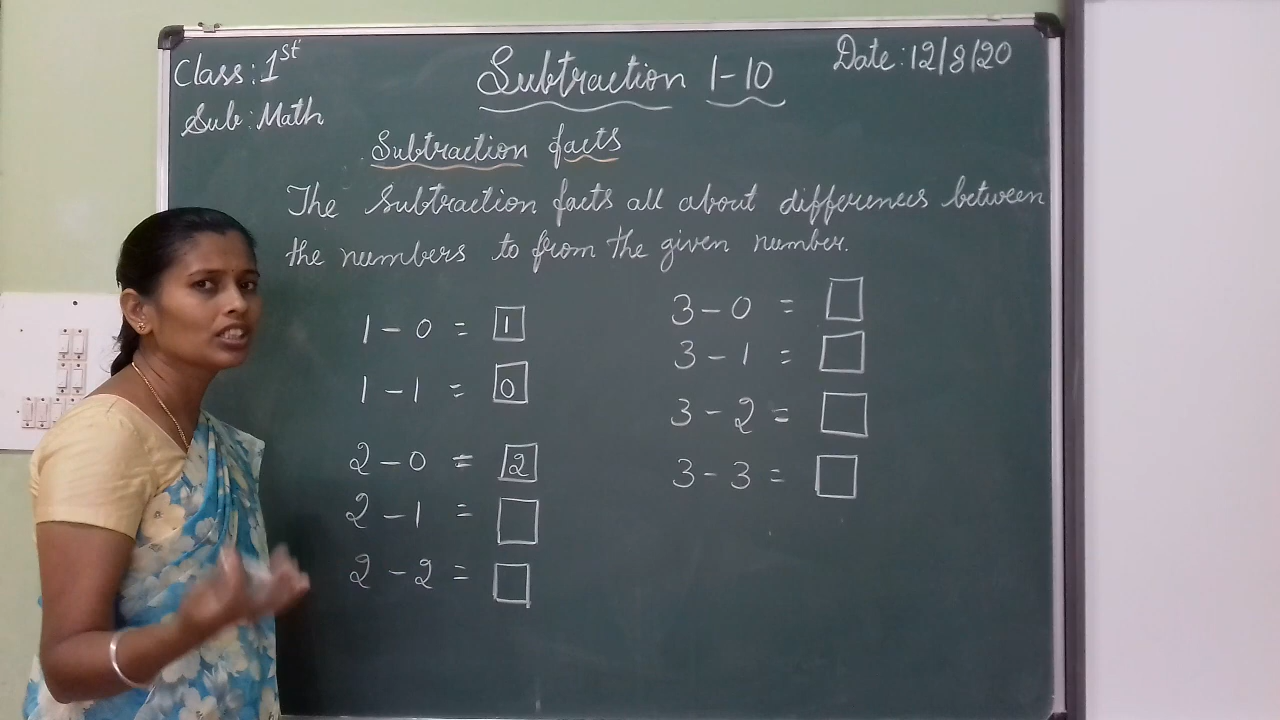 Class: 1st
Sub: Math
Subtraction 1-10
Date: 12/8/20
Subtraction facts
The Subtraction facts all about differences between
the numbers to from the given number.
1 - 0 = 1
1 - 1 = 0
2 - 0 = 2
2 - 1 =
2 - 2 =
3 - 0 =
3 - 1 =
3 - 2 =
3 - 3 =